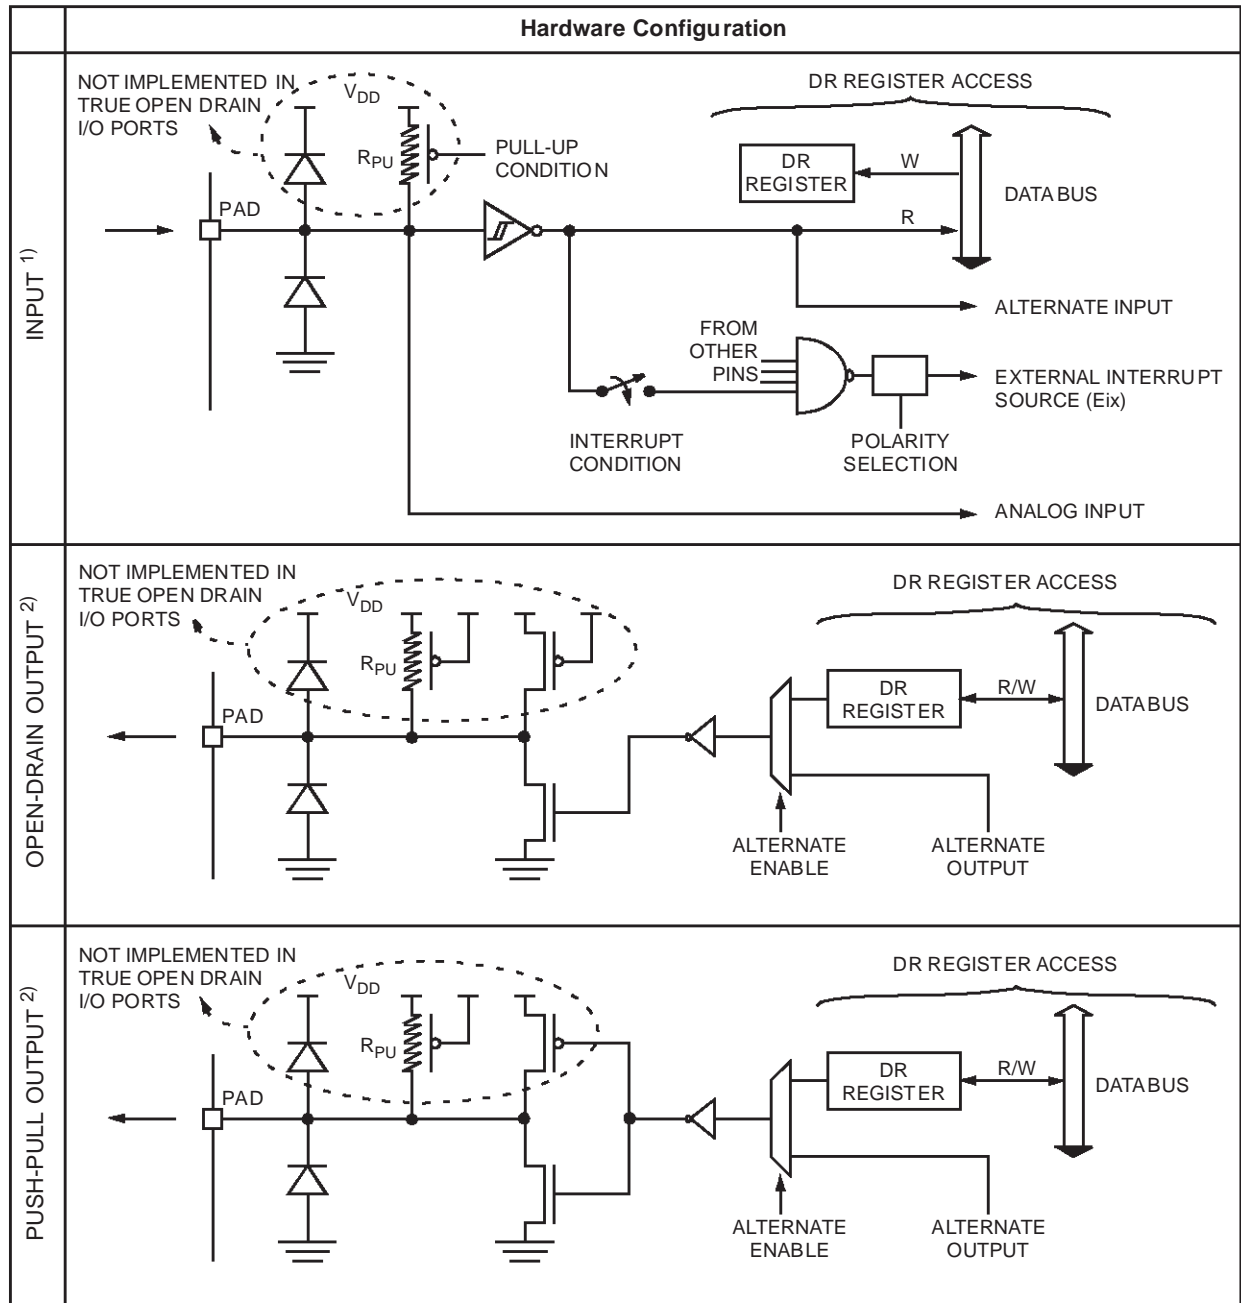 Hardware Configuration
INPUT 1)
NOT IMPLEMENTED IN
TRUE OPEN DRAIN
I/O PORTS
VDD
RPU
PULL-UP
CONDITION
PAD
DR REGISTER ACCESS
DR
REGISTER
W
R
DATA BUS
ALTERNATE INPUT
FROM
OTHER
PINS
EXTERNAL INTERRUPT
SOURCE (Eix)
INTERRUPT
CONDITION
POLARITY
SELECTION
ANALOG INPUT
OPEN-DRAIN OUTPUT 2)
NOT IMPLEMENTED IN
TRUE OPEN DRAIN
I/O PORTS
VDD
RPU
PAD
DR REGISTER ACCESS
DR
REGISTER
R/W
DATA BUS
ALTERNATE
ENABLE
ALTERNATE
OUTPUT
PUSH-PULL OUTPUT 2)
NOT IMPLEMENTED IN
TRUE OPEN DRAIN
I/O PORTS
VDD
RPU
PAD
DR REGISTER ACCESS
DR
REGISTER
R/W
DATA BUS
ALTERNATE
ENABLE
ALTERNATE
OUTPUT